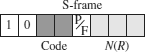 S-frame
1 0 P/F
Code N(R)